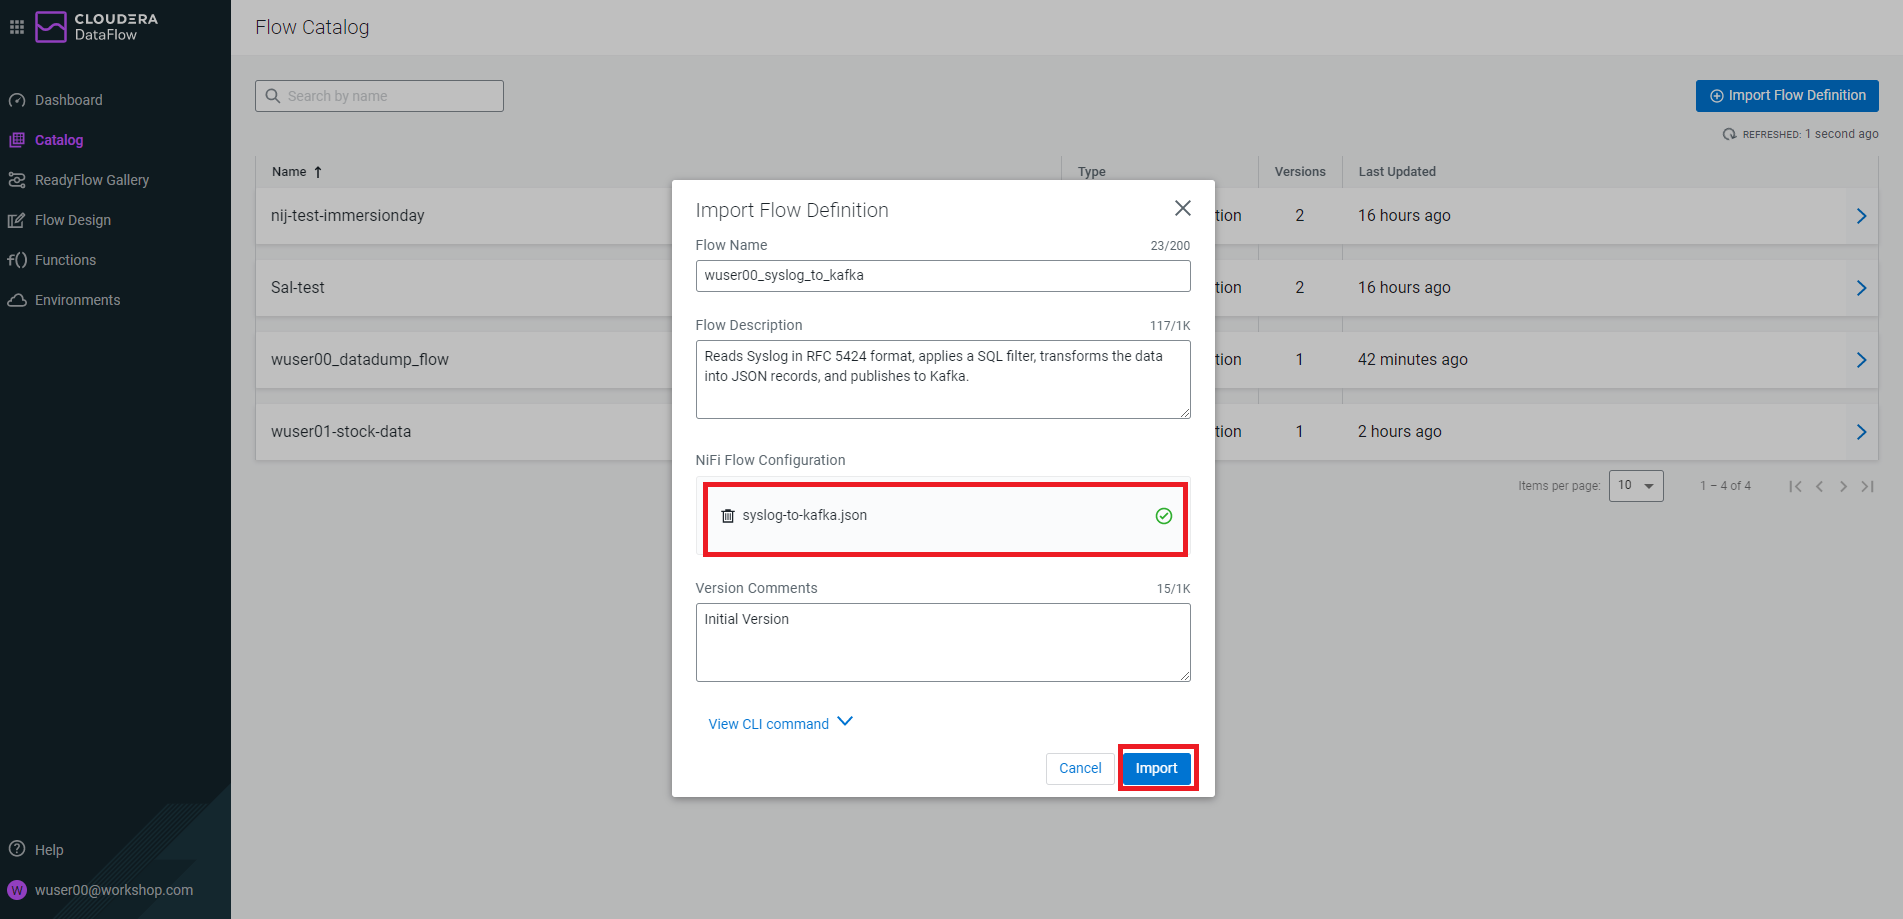 CLOUDERA
DataFlow
Dashboard
Catalog
ReadyFlow Gallery
Flow Design
f() Functions
Environments
Help
W wuser00@workshop.com
Flow Catalog
Search by name
Import Flow Definition
REFRESHED: 1 second ago
Name Type Versions Last Updated
nij-test-immersionday tion 2 16 hours ago
Sal-test tion 2 16 hours ago
wuser00_datadump_flow tion 1 42 minutes ago
wuser01-stock-data tion 1 2 hours ago
Items per page: 10 1 – 4 of 4
Import Flow Definition
Flow Name 23/200
wuser00_syslog_to_kafka
Flow Description 117/1K
Reads Syslog in RFC 5424 format, applies a SQL filter, transforms the data
into JSON records, and publishes to Kafka.
NiFi Flow Configuration
syslog-to-kafka.json
Version Comments 15/1K
Initial Version
View CLI command
Cancel Import